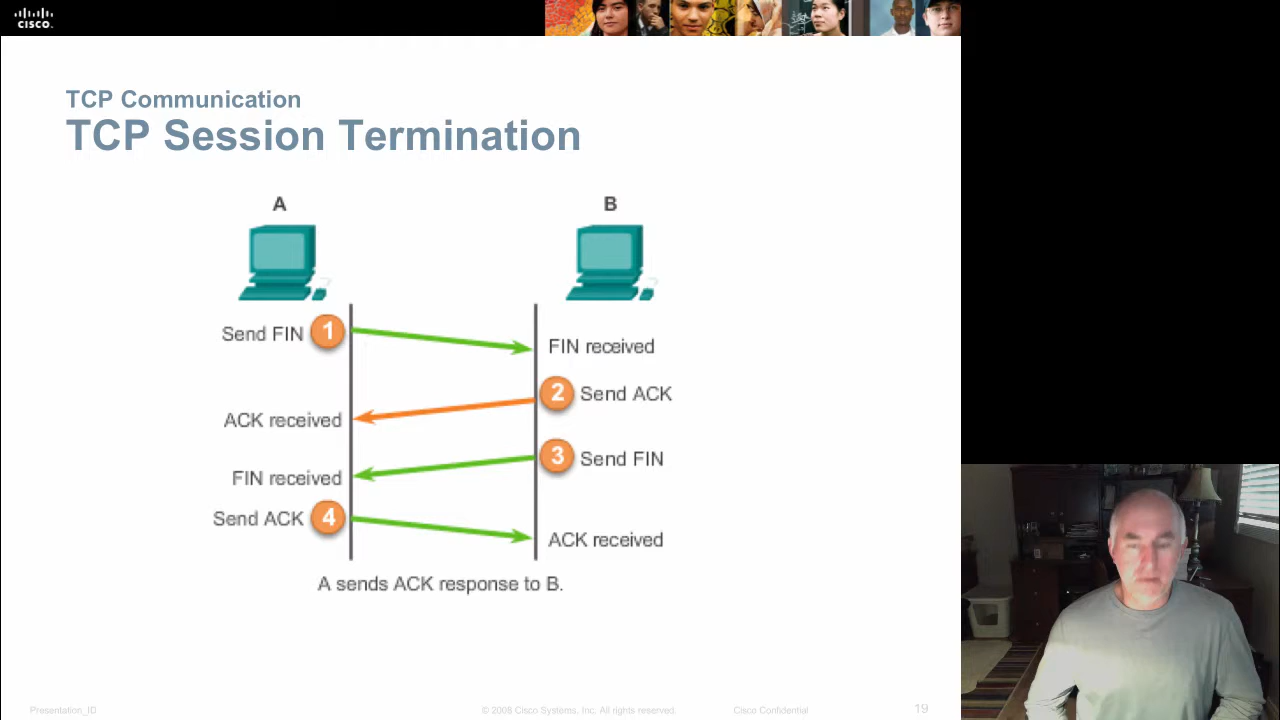 CISCO.
TCP Communication
TCP Session Termination
A
B
Send FIN 1
FIN received
2 Send ACK
ACK received
3 Send FIN
FIN received
Send ACK 4
ACK received
A sends ACK response to B.
Presentation_ID
© 2008 Cisco Systems, Inc. All rights reserved.
Cisco Confidential
19